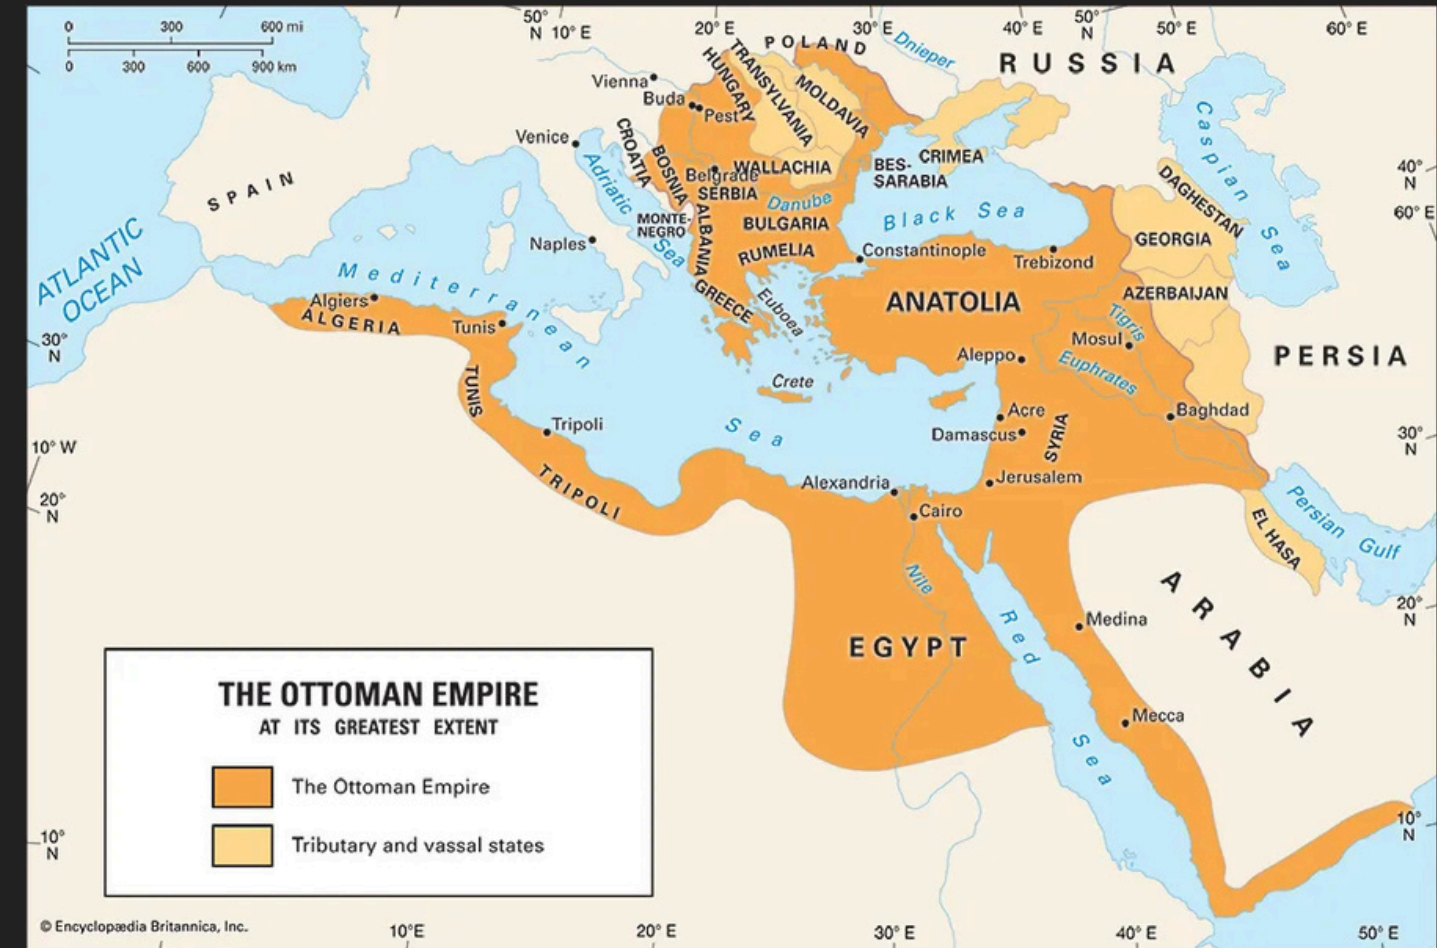 0 300 600 mi
0 300 600 900 km
50°
N
10° E
20° E
30° E
40° E
50°
N
50° E
60° E
POLAND
Dnieper
RUSSIA
Vienna
Buda
Pest
HUNGARY
TRANSYLVANIA
MOLDAVIA
Venice
CROATIA
BOSNIA
Belgrade
WALLACHIA
SERBIA
BES-
SARABIA
CRIMEA
Caspian Sea
40°
N
60° E
DAGHESTAN
SPAIN
Adriatic Sea
MONTE-
NEGRO
ALBANIA
Danube
BULGARIA
RUMELIA
Black Sea
GEORGIA
Naples
Constantinople
Trebizond
ATLANTIC
OCEAN
Mediterranean Sea
GREECE
Euboea
ANATOLIA
AZERBAIJAN
Algiers
ALGERIA
Tunis
Tigris
Mosul
30°
N
Aleppo
Euphrates
PERSIA
TUNIS
Crete
Tripoli
Acre
Damascus
SYRIA
Baghdad
10° W
30°
N
TRIPOLI
Alexandria
Jerusalem
Cairo
20°
N
Persian Gulf
EL HASA
Nile
Red Sea
ARABIA
20°
N
Medina
EGYPT
Mecca
THE OTTOMAN EMPIRE
AT ITS GREATEST EXTENT
The Ottoman Empire
Tributary and vassal states
10°
N
10°
N
© Encyclopædia Britannica, Inc.
10°E
20° E
30° E
40° E
50° E